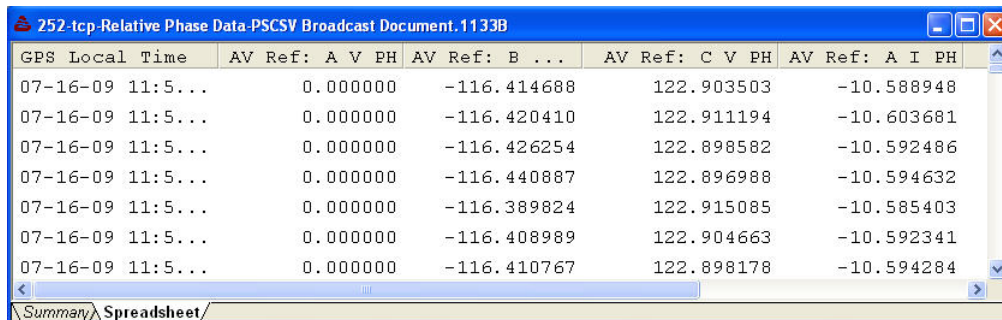 252-tcp-Relative Phase Data-PSCSV Broadcast Document.1133B
GPS Local Time AV Ref: A V PH AV Ref: B ... AV Ref: C V PH AV Ref: A I PH
07-16-09 11:5... 0.000000 -116.414688 122.903503 -10.588948
07-16-09 11:5... 0.000000 -116.420410 122.911194 -10.603681
07-16-09 11:5... 0.000000 -116.426254 122.898582 -10.592486
07-16-09 11:5... 0.000000 -116.440887 122.896988 -10.594632
07-16-09 11:5... 0.000000 -116.389824 122.915085 -10.585403
07-16-09 11:5... 0.000000 -116.408989 122.904663 -10.592341
07-16-09 11:5... 0.000000 -116.410767 122.898178 -10.594284
Summary Spreadsheet